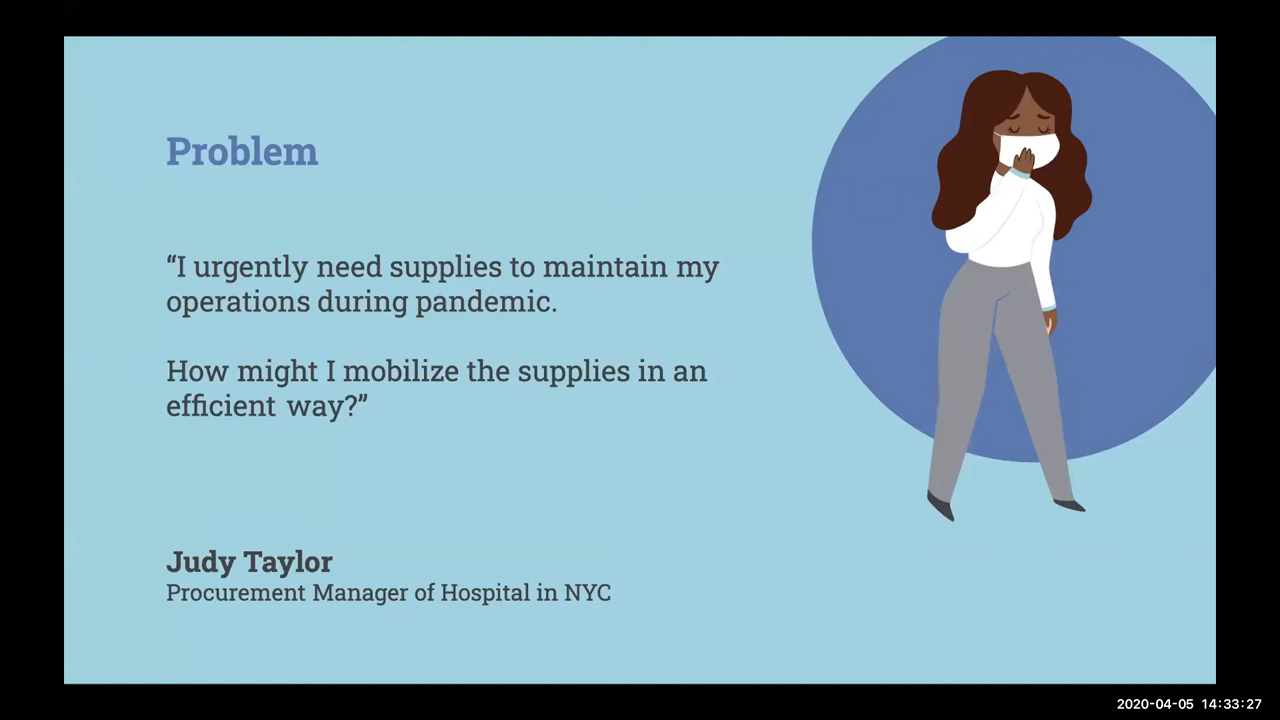 Problem
“I urgently need supplies to maintain my
operations during pandemic.
How might I mobilize the supplies in an
efficient way?”
Judy Taylor
Procurement Manager of Hospital in NYC
2020-04-05 14:33:27